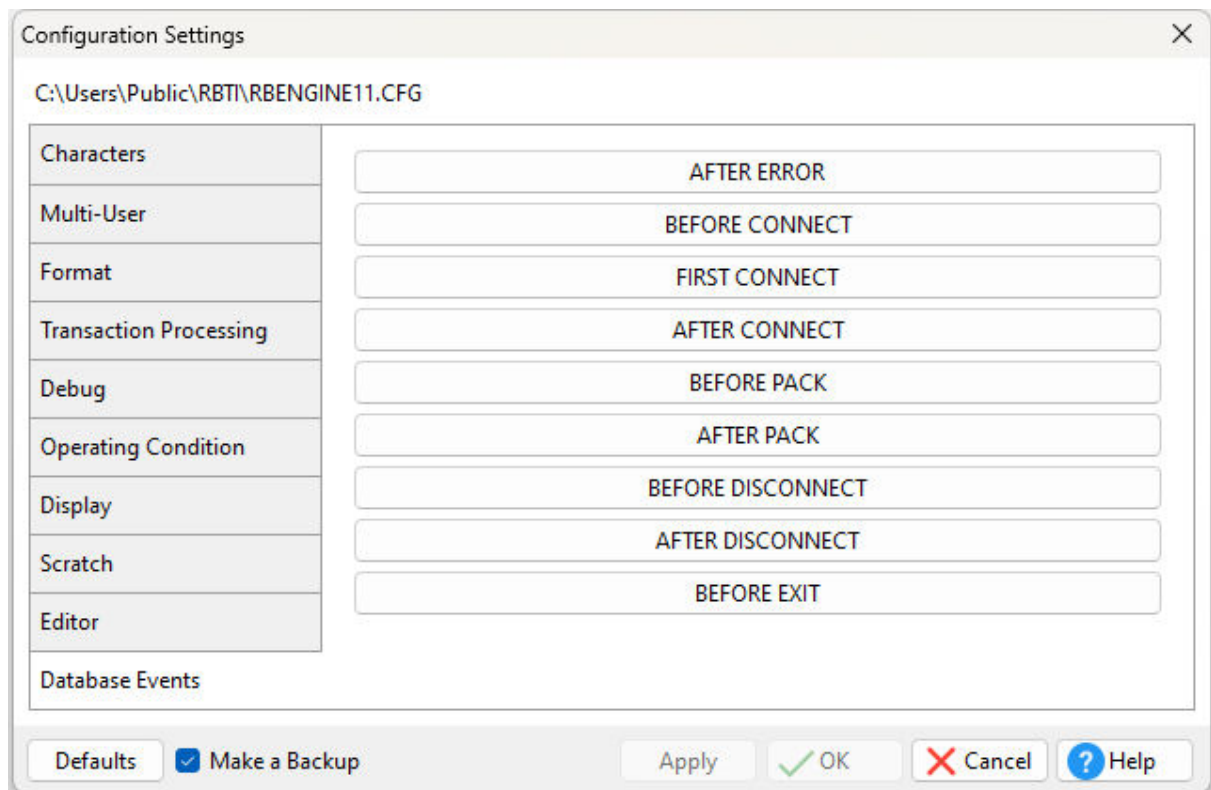 Configuration Settings
C:\Users\Public\RBTI\RBENGINE11.CFG
Characters
Multi-User
Format
Transaction Processing
Debug
Operating Condition
Display
Scratch
Editor
Database Events
AFTER ERROR
BEFORE CONNECT
FIRST CONNECT
AFTER CONNECT
BEFORE PACK
AFTER PACK
BEFORE DISCONNECT
AFTER DISCONNECT
BEFORE EXIT
Defaults
Make a Backup
Apply
OK
Cancel
? Help